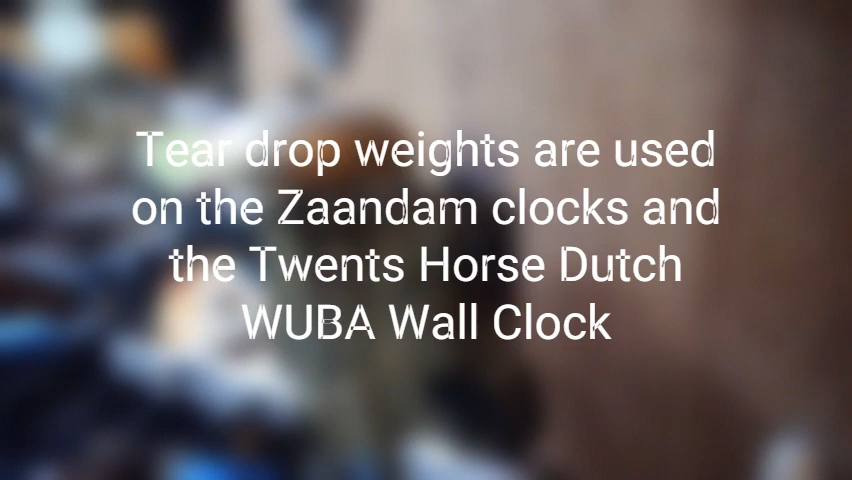 Tear drop weights are used
on the Zaandam clocks and
the Twents Horse Dutch
WUBA Wall Clock